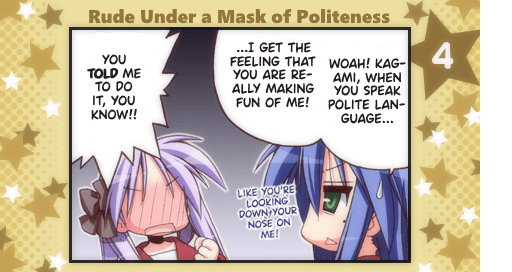 Rude Under a Mask of Politeness
4
WOAH! KAG-
AMI, WHEN
YOU SPEAK
POLITE LAN-
GUAGE...
...I GET THE
FEELING THAT
YOU ARE RE-
ALLY MAKING
FUN OF ME!
LIKE YOU'RE
LOOKING
DOWN YOUR
NOSE ON
ME!
YOU
TOLD ME
TO DO
IT, YOU
KNOW!!